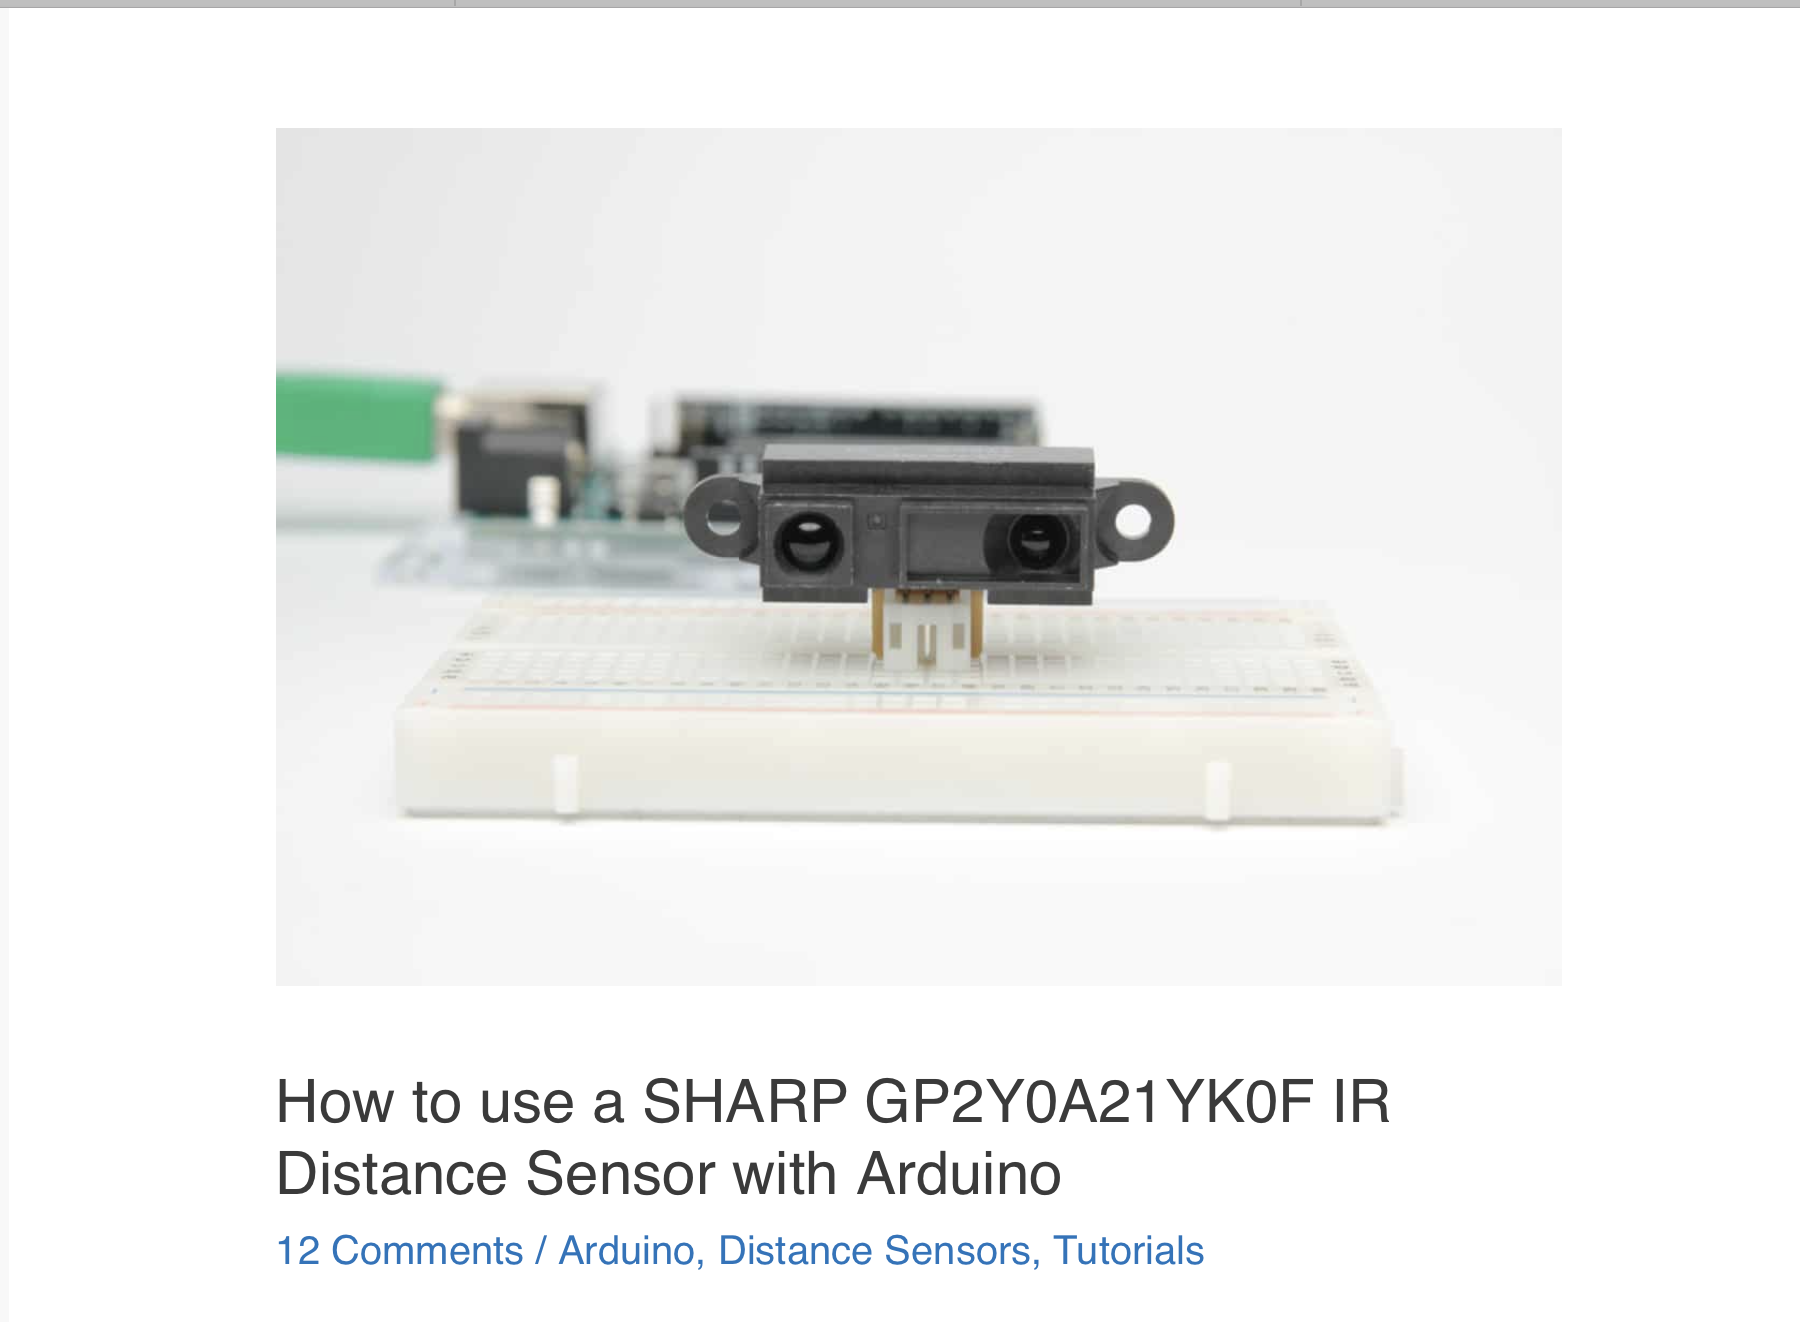 How to use a SHARP GP2Y0A21YK0F IR
Distance Sensor with Arduino
12 Comments / Arduino, Distance Sensors, Tutorials